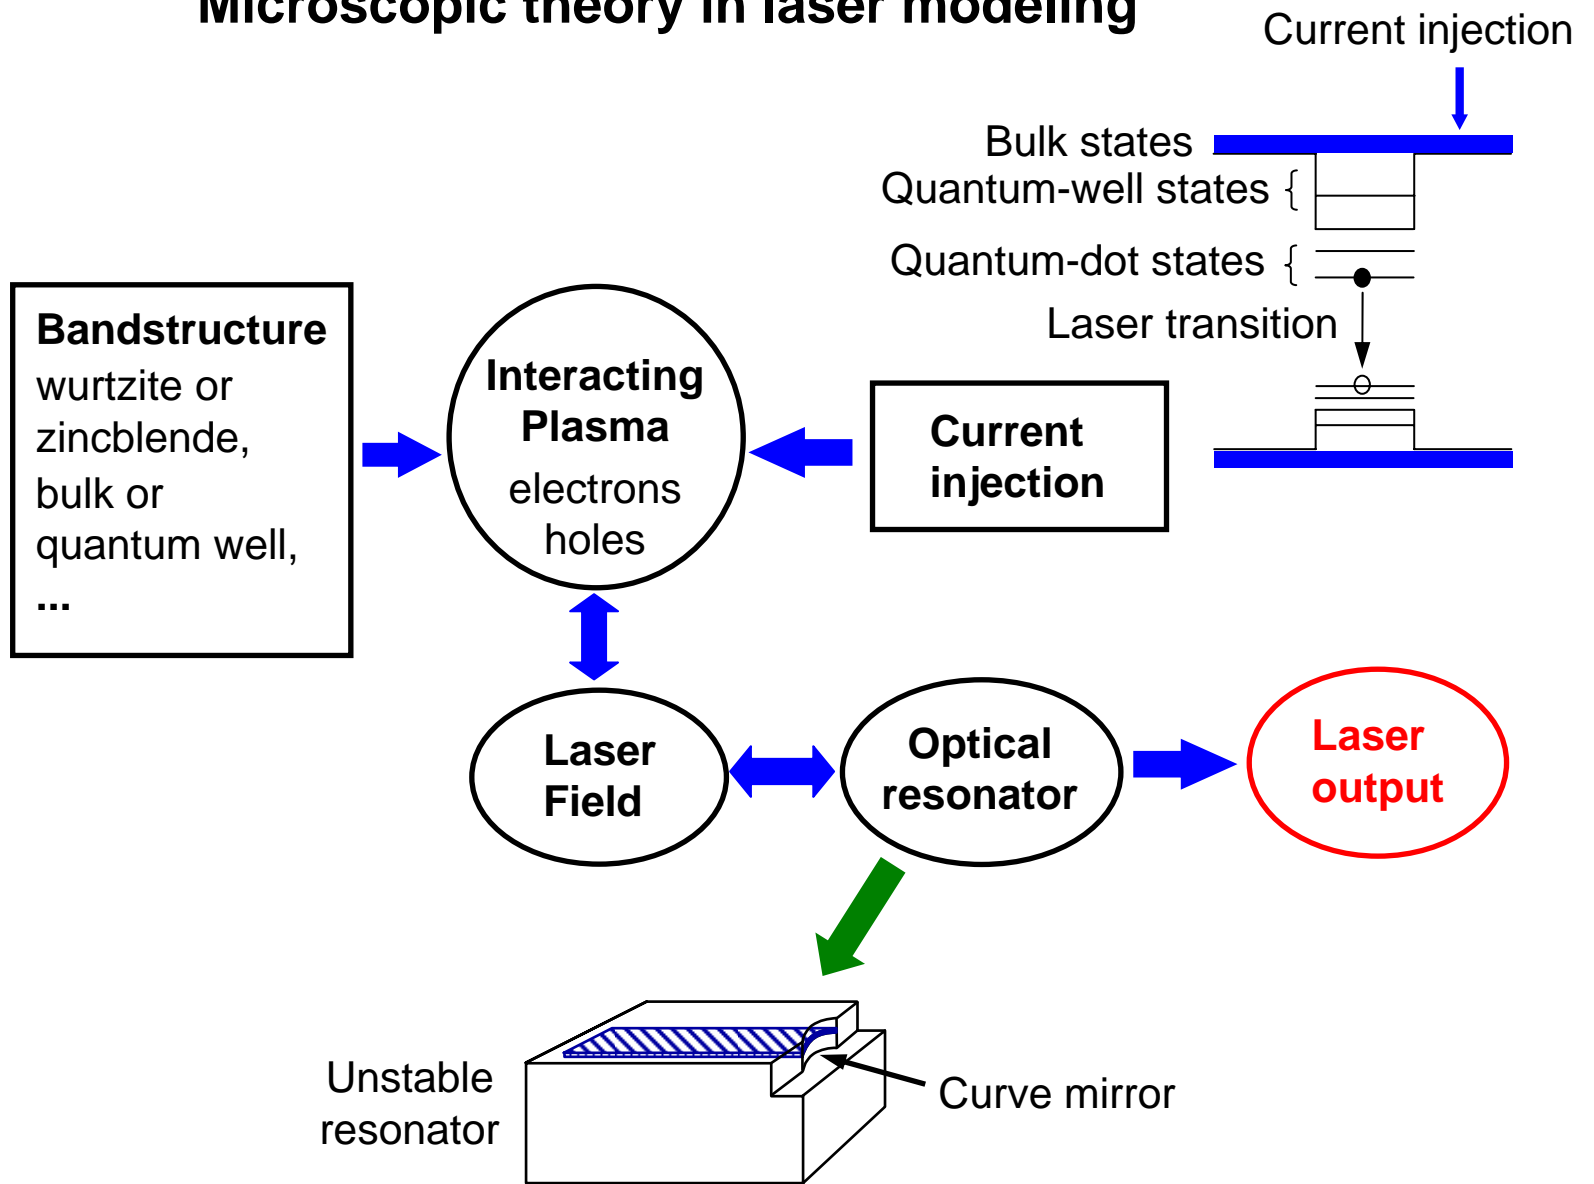 Microscopic theory in laser modeling
Current injection
Bulk states
Quantum-well states
Quantum-dot states
Laser transition
Bandstructure
wurtzite or
zincblende,
bulk or
quantum well,
...
Interacting
Plasma
electrons
holes
Current
injection
Laser
Field
Optical
resonator
Laser
output
Unstable
resonator
Curve mirror